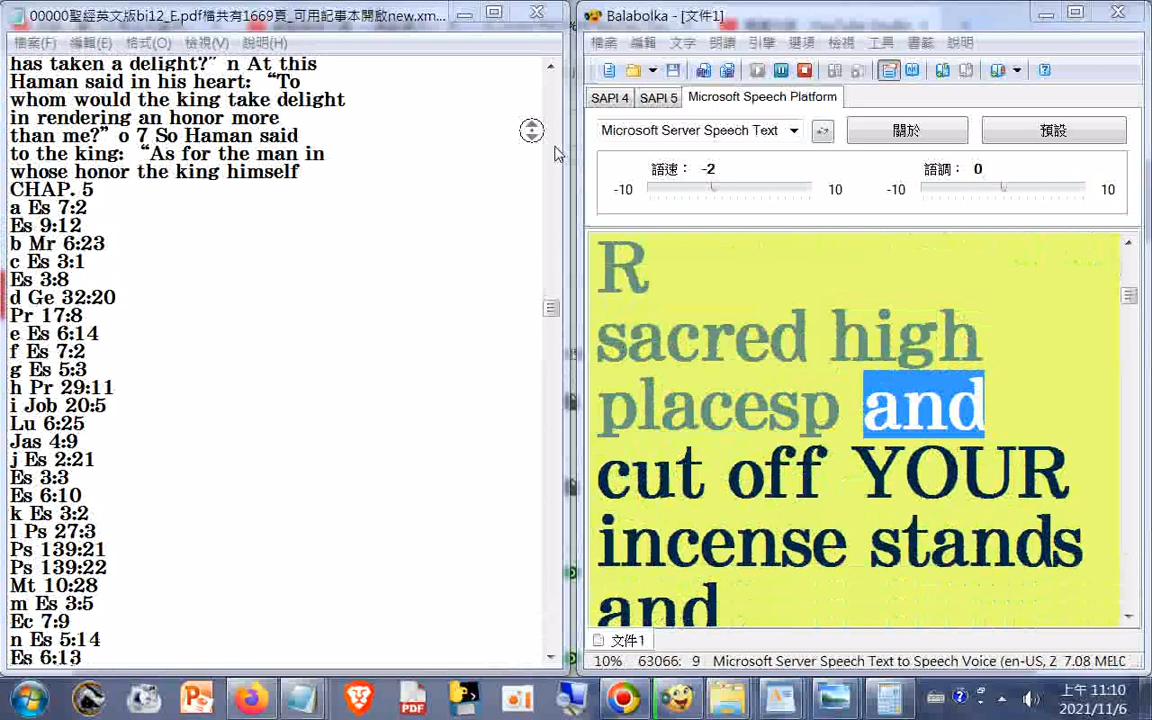 00000聖經英文版bi12_E.pdf檔共有1669頁_可用記事本開啟new.xm...
檔案(F) 編輯(E) 格式(O) 檢視(V) 說明(H)
has taken a delight?” n At this
Haman said in his heart: “To
whom would the king take delight
in rendering an honor more
than me?” o 7 So Haman said
to the king: “As for the man in
whose honor the king himself
CHAP. 5
a Es 7:2
Es 9:12
b Mr 6:23
c Es 3:1
Es 3:8
d Ge 32:20
Pr 17:8
e Es 6:14
f Es 7:2
g Es 5:3
h Pr 29:11
i Job 20:5
Lu 6:25
Jas 4:9
j Es 2:21
Es 3:3
Es 6:10
k Es 3:2
l Ps 27:3
Ps 139:21
Ps 139:22
Mt 10:28
m Es 3:5
Ec 7:9
n Es 5:14
Es 6:13
Balabolka - [文件1]
檔案 編輯 文字 朗讀 引擎 選項 檢視 工具 書籤 說明
SAPI 4 SAPI 5 Microsoft Speech Platform
Microsoft Server Speech Text 關於 預設
語速： -2 語調： 0
-10 10 -10 10
R
sacred high
placesp and
cut off YOUR
incense stands
and
文件1
10% 63066: 9 Microsoft Server Speech Text to Speech Voice (en-US, Z 7.08 MELC
上午 11:10
2021/11/6